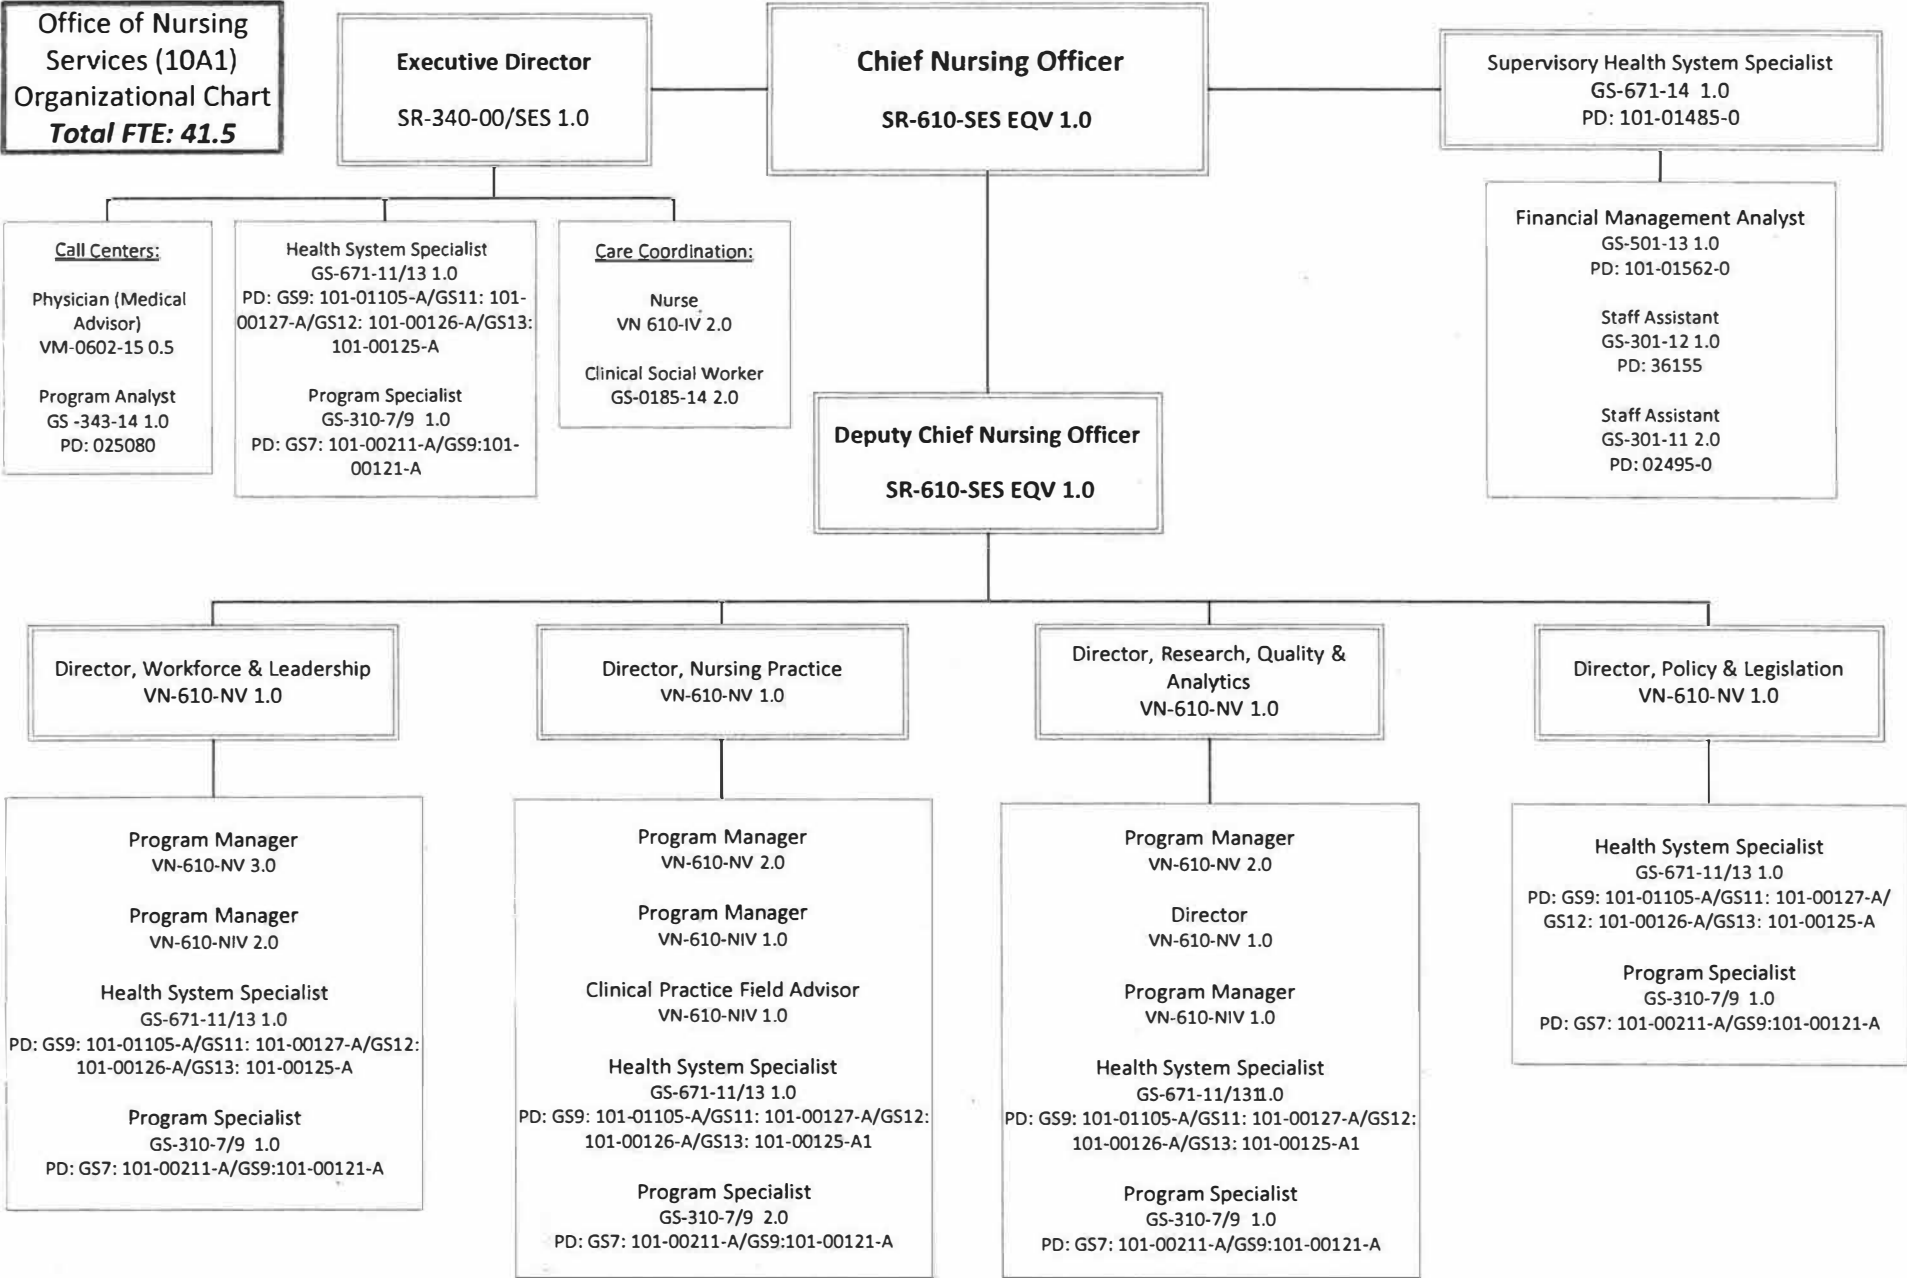 Office of Nursing
Services (10A1)
Organizational Chart
Total FTE: 41.5
Executive Director
SR-340-00/SES 1.0
Chief Nursing Officer
SR-610-SES EQV 1.0
Supervisory Health System Specialist
GS-671-14 1.0
PD: 101-01485-0
Call Centers:
Physician (Medical
Advisor)
VM-0602-15 0.5
Program Analyst
GS -343-14 1.0
PD: 025080
Health System Specialist
GS-671-11/13 1.0
PD: GS9: 101-01105-A/GS11: 101-
00127-A/GS12: 101-00126-A/GS13:
101-00125-A
Program Specialist
GS-310-7/9 1.0
PD: GS7: 101-00211-A/GS9:101-
00121-A
Care Coordination:
Nurse
VN 610-IV 2.0
Clinical Social Worker
GS-0185-14 2.0
Financial Management Analyst
GS-501-13 1.0
PD: 101-01562-0
Staff Assistant
GS-301-12 1.0
PD: 36155
Staff Assistant
GS-301-11 2.0
PD: 02495-0
Deputy Chief Nursing Officer
SR-610-SES EQV 1.0
Director, Workforce & Leadership
VN-610-NV 1.0
Director, Nursing Practice
VN-610-NV 1.0
Director, Research, Quality &
Analytics
VN-610-NV 1.0
Director, Policy & Legislation
VN-610-NV 1.0
Program Manager
VN-610-NV 3.0
Program Manager
VN-610-NIV 2.0
Health System Specialist
GS-671-11/13 1.0
PD: GS9: 101-01105-A/GS11: 101-00127-A/GS12:
101-00126-A/GS13: 101-00125-A
Program Specialist
GS-310-7/9 1.0
PD: GS7: 101-00211-A/GS9:101-00121-A
Program Manager
VN-610-NV 2.0
Program Manager
VN-610-NIV 1.0
Clinical Practice Field Advisor
VN-610-NIV 1.0
Health System Specialist
GS-671-11/13 1.0
PD: GS9: 101-01105-A/GS11: 101-00127-A/GS12:
101-00126-A/GS13: 101-00125-A1
Program Specialist
GS-310-7/9 2.0
PD: GS7: 101-00211-A/GS9:101-00121-A
Program Manager
VN-610-NV 2.0
Director
VN-610-NV 1.0
Program Manager
VN-610-NIV 1.0
Health System Specialist
GS-671-11/1311.0
PD: GS9: 101-01105-A/GS11: 101-00127-A/GS12:
101-00126-A/GS13: 101-00125-A1
Program Specialist
GS-310-7/9 1.0
PD: GS7: 101-00211-A/GS9:101-00121-A
Health System Specialist
GS-671-11/13 1.0
PD: GS9: 101-01105-A/GS11: 101-00127-A/
GS12: 101-00126-A/GS13: 101-00125-A
Program Specialist
GS-310-7/9 1.0
PD: GS7: 101-00211-A/GS9:101-00121-A